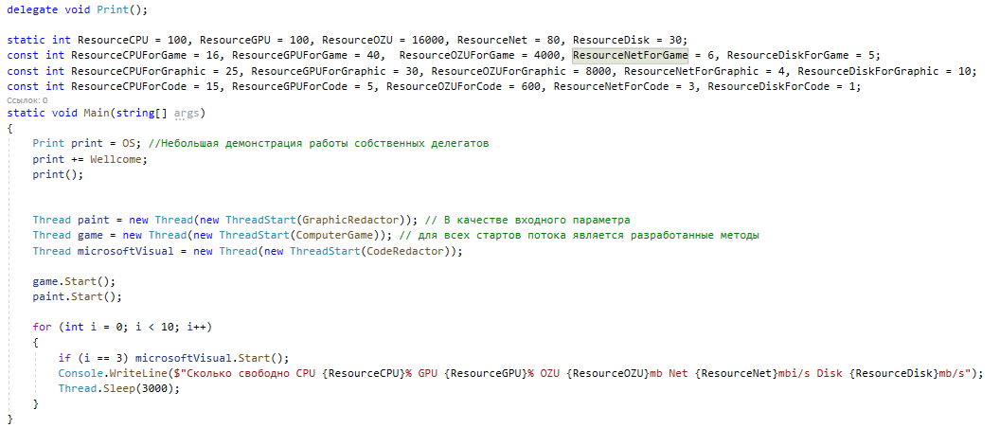 delegate void Print();
static int ResourceCPU = 100, ResourceGPU = 100, ResourceOZU = 16000, ResourceNet = 80, ResourceDisk = 30;
const int ResourceCPUForGame = 16, ResourceGPUForGame = 40,  ResourceOZUForGame = 4000, ResourceNetForGame = 6, ResourceDiskForGame = 5;
const int ResourceCPUForGraphic = 25, ResourceGPUForGraphic = 30, ResourceOZUForGraphic = 8000, ResourceNetForGraphic = 4, ResourceDiskForGraphic = 10;
const int ResourceCPUForCode = 15, ResourceGPUForCode = 5, ResourceOZUForCode = 600, ResourceNetForCode = 3, ResourceDiskForCode = 1;
Ссылок: 0
static void Main(string[] args)
{
    Print print = OS; //Небольшая демонстрация работы собственных делегатов
    print += Wellcome;
    print();
    Thread paint = new Thread(new ThreadStart(GraphicRedactor)); // В качестве входного параметра
    Thread game = new Thread(new ThreadStart(ComputerGame)); // для всех стартов потока является разработанные методы
    Thread microsoftVisual = new Thread(new ThreadStart(CodeRedactor));
    game.Start();
    paint.Start();
    for (int i = 0; i < 10; i++)
    {
        if (i == 3) microsoftVisual.Start();
        Console.WriteLine($"Сколько свободно CPU {ResourceCPU}% GPU {ResourceGPU}% OZU {ResourceOZU}mb Net {ResourceNet}mbi/s Disk {ResourceDisk}mb/s");
        Thread.Sleep(3000);
    }
}